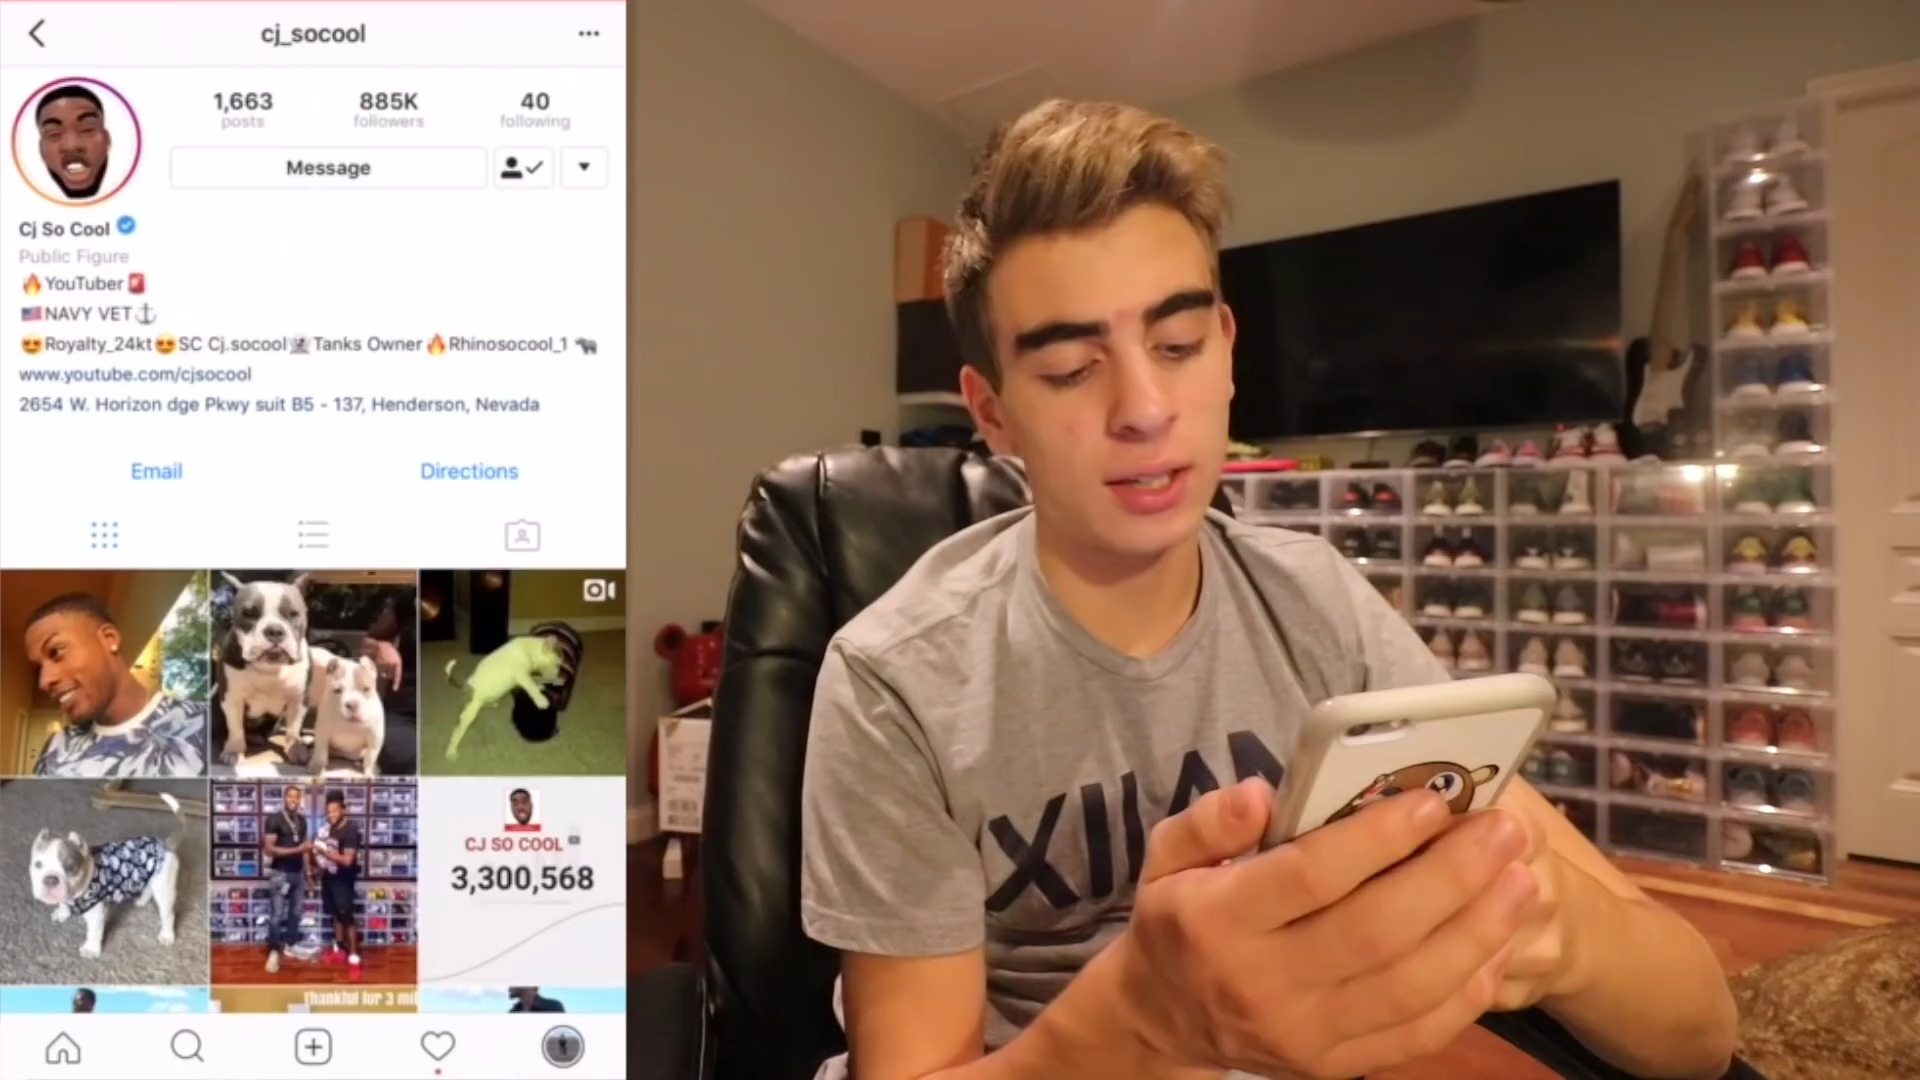 cj_socool
1,663
posts
885K
followers
40
following
Message
Cj So Cool
Public Figure
YouTuber
NAVY VET
Royalty_24kt SC Cj.socool Tanks Owner Rhinosocool_1
www.youtube.com/cjsocool
2654 W. Horizon dge Pkwy suit B5 - 137, Henderson, Nevada
Email
Directions
CJ SO COOL
3,300,568
Thankful for 3 mil
XII